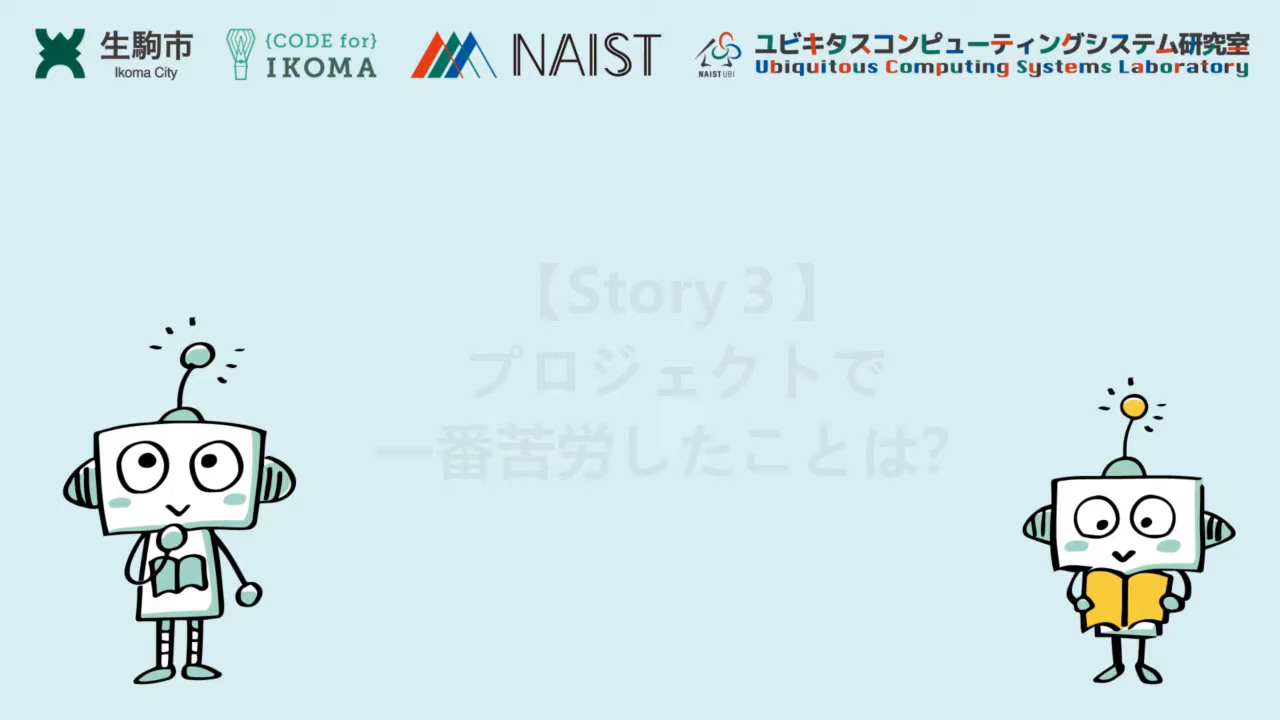 生駒市
Ikoma City
{CODE for}
IKOMA
NAIST
NAIST UBI
ユビキタスコンピューティングシステム研究室
Ubiquitous Computing Systems Laboratory
【Story 3 】
プロジェクトで
一番苦労したことは?